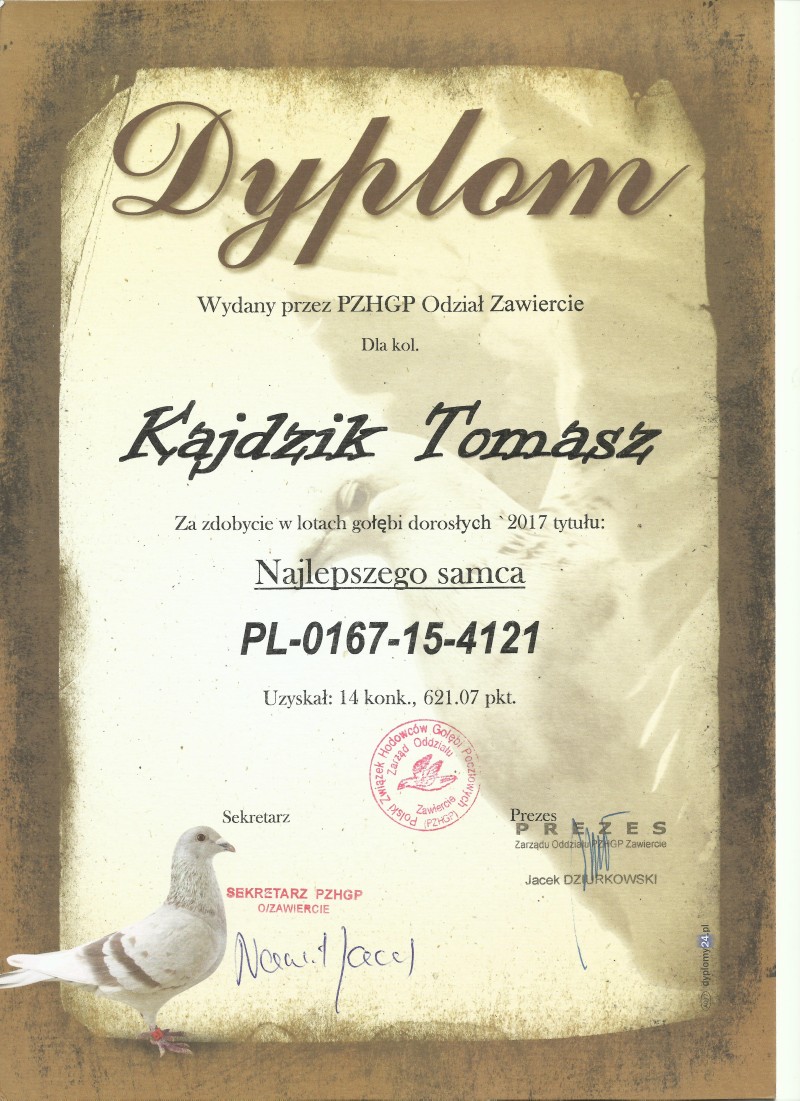 Dyplom
Wydany przez PZHGP Odział Zawiercie
Dla kol.
Kajdzik Tomasz
Za zdobycie w lotach gołębi dorosłych `2017 tytułu:
Najlepszego samca
PL-0167-15-4121
Uzyskał: 14 konk., 621.07 pkt.
Polski Związek Hodowców Gołębi Pocztowych
Zarząd Oddziału
Zawiercie
(PZHGP)
Sekretarz
Prezes
PREZES
Zarządu Oddziału PZHGP Zawiercie
Jacek DZIURKOWSKI
SEKRETARZ PZHGP
O/ZAWIERCIE
dyplomy24.pl